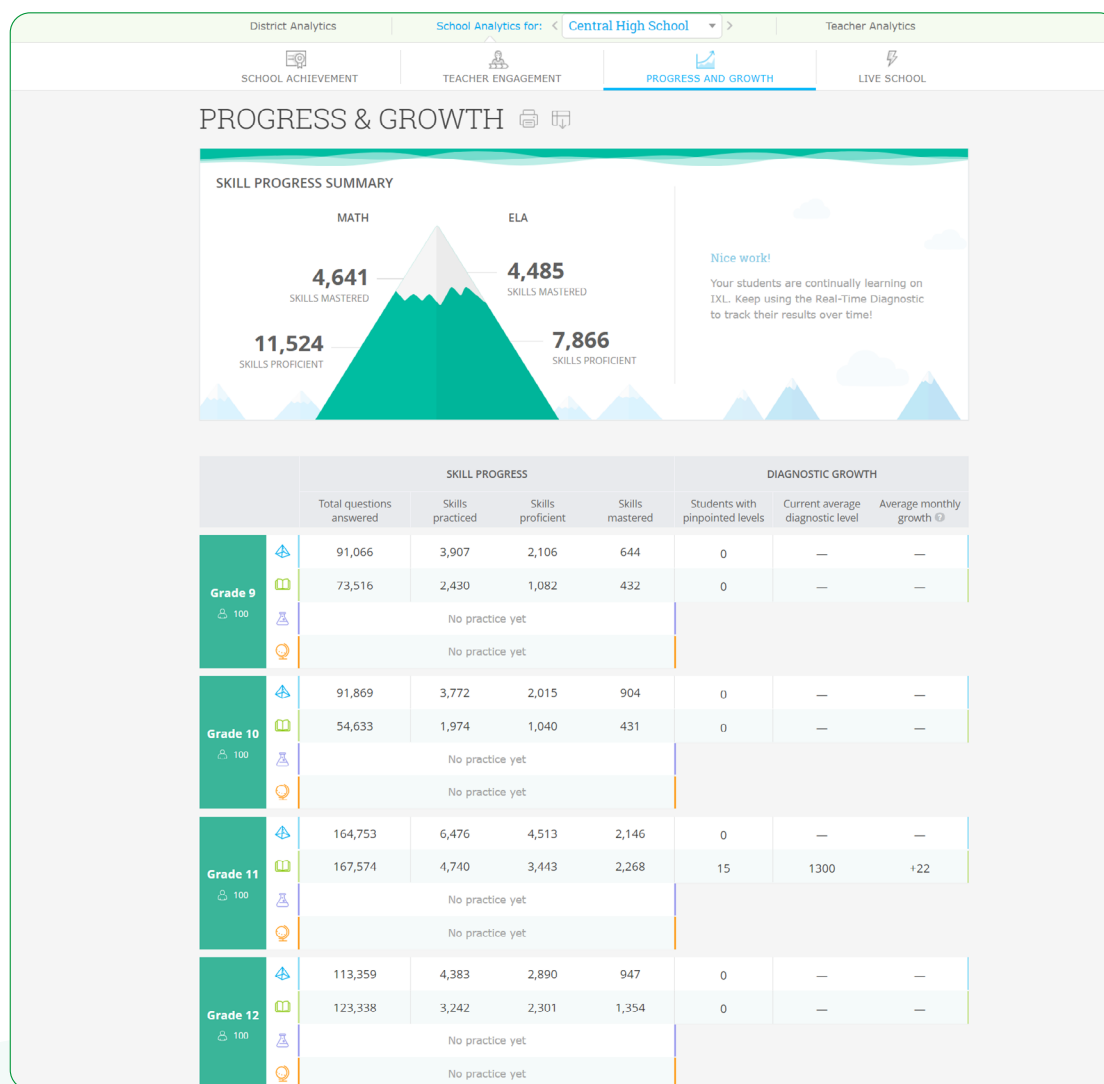 District Analytics School Analytics for: < Central High School > Teacher Analytics
SCHOOL ACHIEVEMENT TEACHER ENGAGEMENT PROGRESS AND GROWTH LIVE SCHOOL
PROGRESS & GROWTH
SKILL PROGRESS SUMMARY
MATH ELA
4,641
SKILLS MASTERED
4,485
SKILLS MASTERED
11,524
SKILLS PROFICIENT
7,866
SKILLS PROFICIENT
Nice work!
Your students are continually learning on
IXL. Keep using the Real-Time Diagnostic
to track their results over time!
SKILL PROGRESS DIAGNOSTIC GROWTH
Total questions answered Skills practiced Skills proficient Skills mastered Students with pinpointed levels Current average diagnostic level Average monthly growth ?
Grade 9
100
91,066 3,907 2,106 644 0 — —
73,516 2,430 1,082 432 0 — —
No practice yet
No practice yet
Grade 10
100
91,869 3,772 2,015 904 0 — —
54,633 1,974 1,040 431 0 — —
No practice yet
No practice yet
Grade 11
100
164,753 6,476 4,513 2,146 0 — —
167,574 4,740 3,443 2,268 15 1300 +22
No practice yet
No practice yet
Grade 12
100
113,359 4,383 2,890 947 0 — —
123,338 3,242 2,301 1,354 0 — —
No practice yet
No practice yet